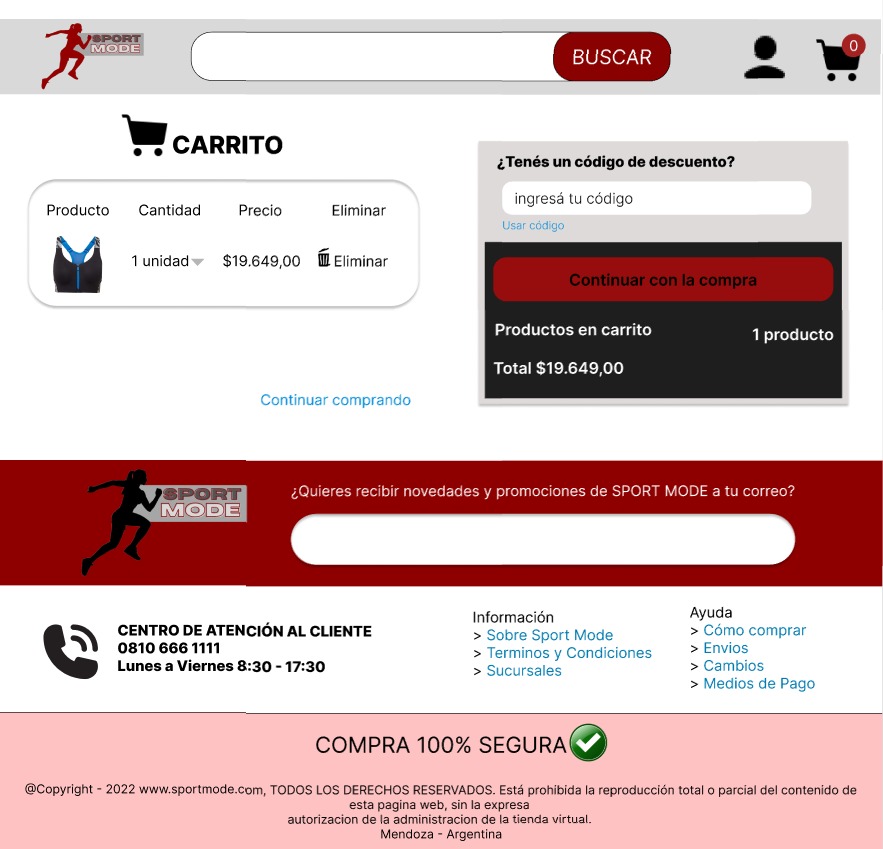 SPORT
MODE
BUSCAR
0
CARRITO
Producto Cantidad Precio Eliminar
1 unidad $19.649,00 Eliminar
Continuar comprando
¿Tenés un código de descuento?
ingresá tu código
Usar código
Continuar con la compra
Productos en carrito 1 producto
Total $19.649,00
SPORT
MODE
¿Quieres recibir novedades y promociones de SPORT MODE a tu correo?
CENTRO DE ATENCIÓN AL CLIENTE
0810 666 1111
Lunes a Viernes 8:30 - 17:30
Información
> Sobre Sport Mode
> Terminos y Condiciones
> Sucursales
Ayuda
> Cómo comprar
> Envios
> Cambios
> Medios de Pago
COMPRA 100% SEGURA
@Copyright - 2022 www.sportmode.com, TODOS LOS DERECHOS RESERVADOS. Está prohibida la reproducción total o parcial del contenido de
esta pagina web, sin la expresa
autorizacion de la administracion de la tienda virtual.
Mendoza - Argentina